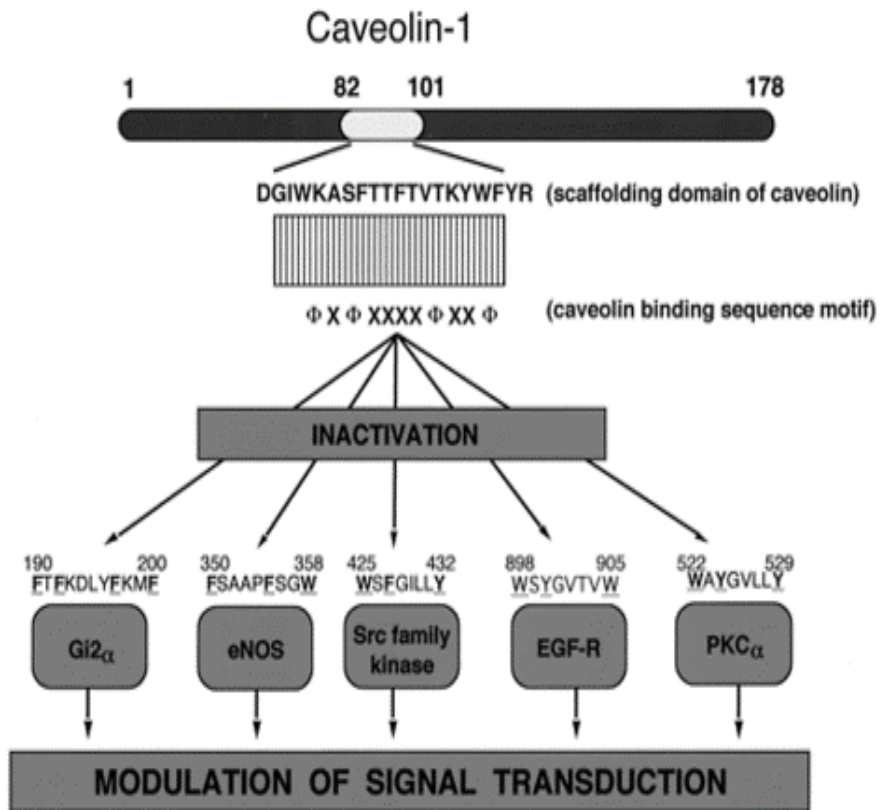 Caveolin-1
1 82 101 178
DGIWKASFTTFTVTKYWFYR (scaffolding domain of caveolin)
Φ X Φ XXXX Φ XX Φ (caveolin binding sequence motif)
INACTIVATION
190 200 350 358 425 432 898 905 522 529
FTFKDLYFKMF FSAAPFSGW WSFGILLY WSYGVTVW WAYGVLLY
Gi2α eNOS Src family kinase EGF-R PKCα
MODULATION OF SIGNAL TRANSDUCTION